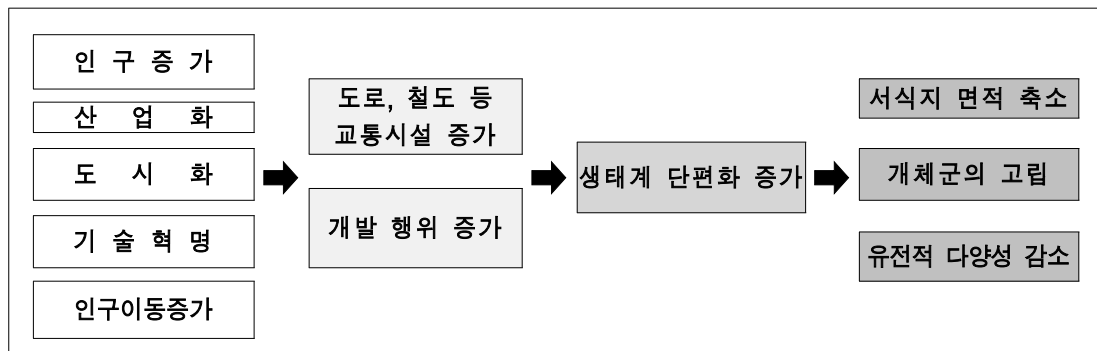 인 구 증 가
산 업 화
도 시 화
기 술 혁 명
인구이동증가
도로, 철도 등
교통시설 증가
개발 행위 증가
생태계 단편화 증가
서식지 면적 축소
개체군의 고립
유전적 다양성 감소